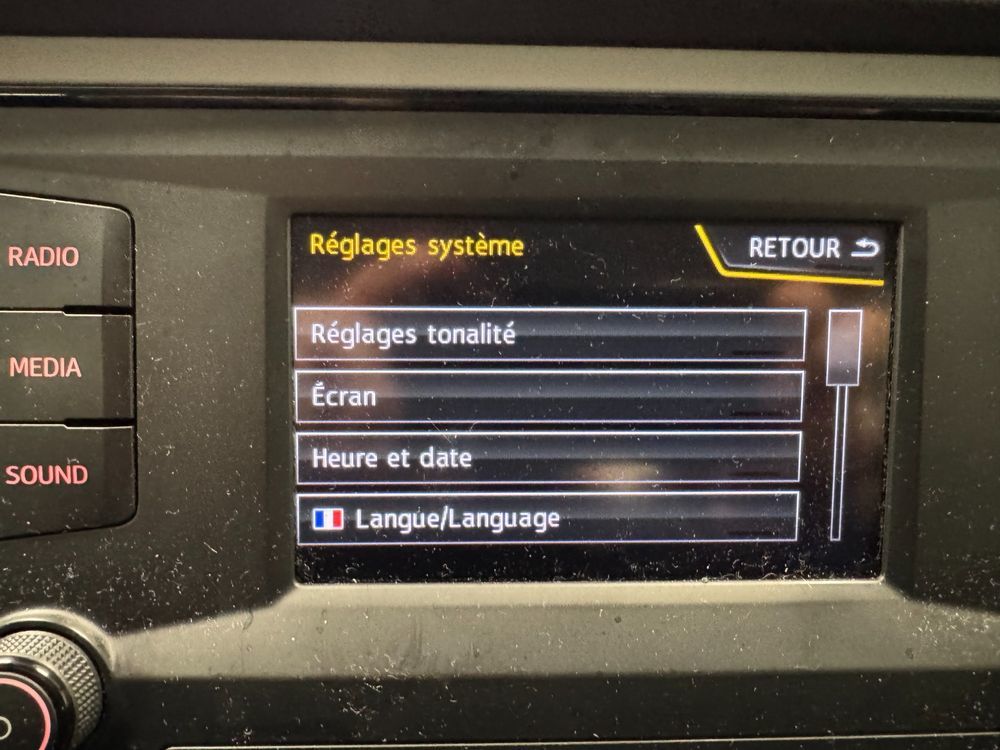 Réglages système
RETOUR
RADIO
Réglages tonalité
MEDIA
Écran
Heure et date
SOUND
Langue/Language